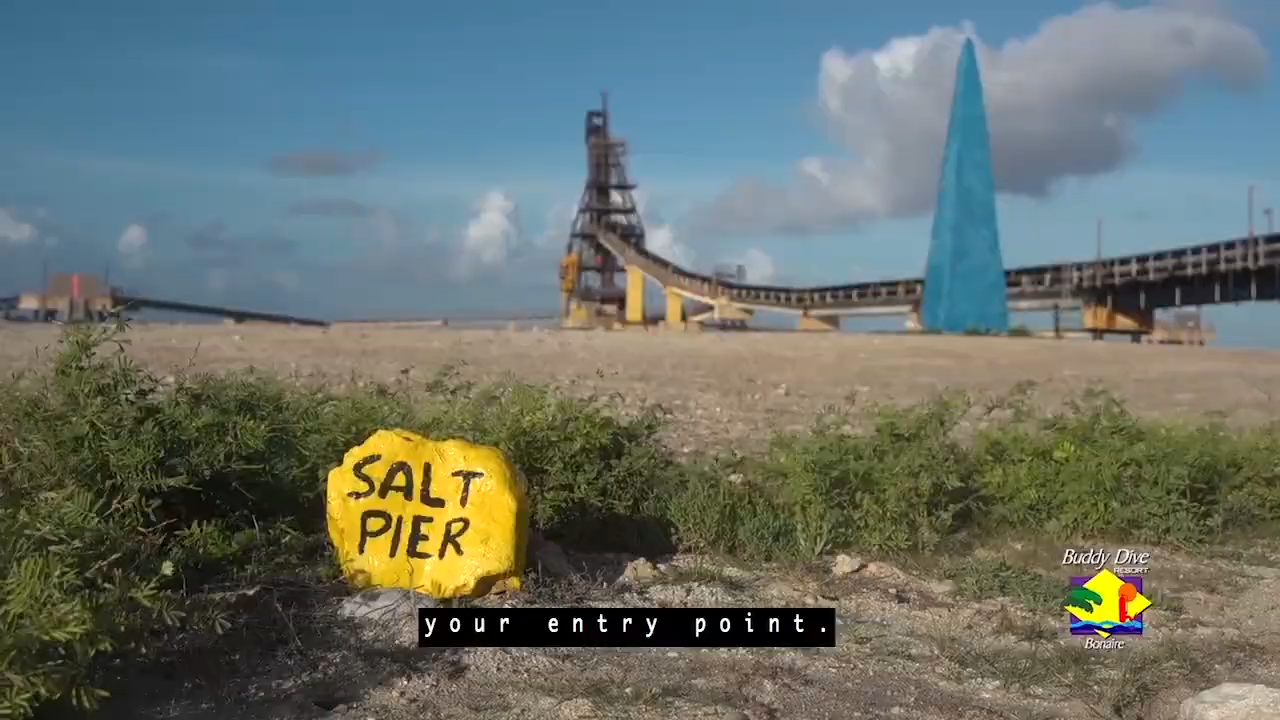 SALT
PIER
your entry point.
Buddy Dive
RESORT
Bonaire